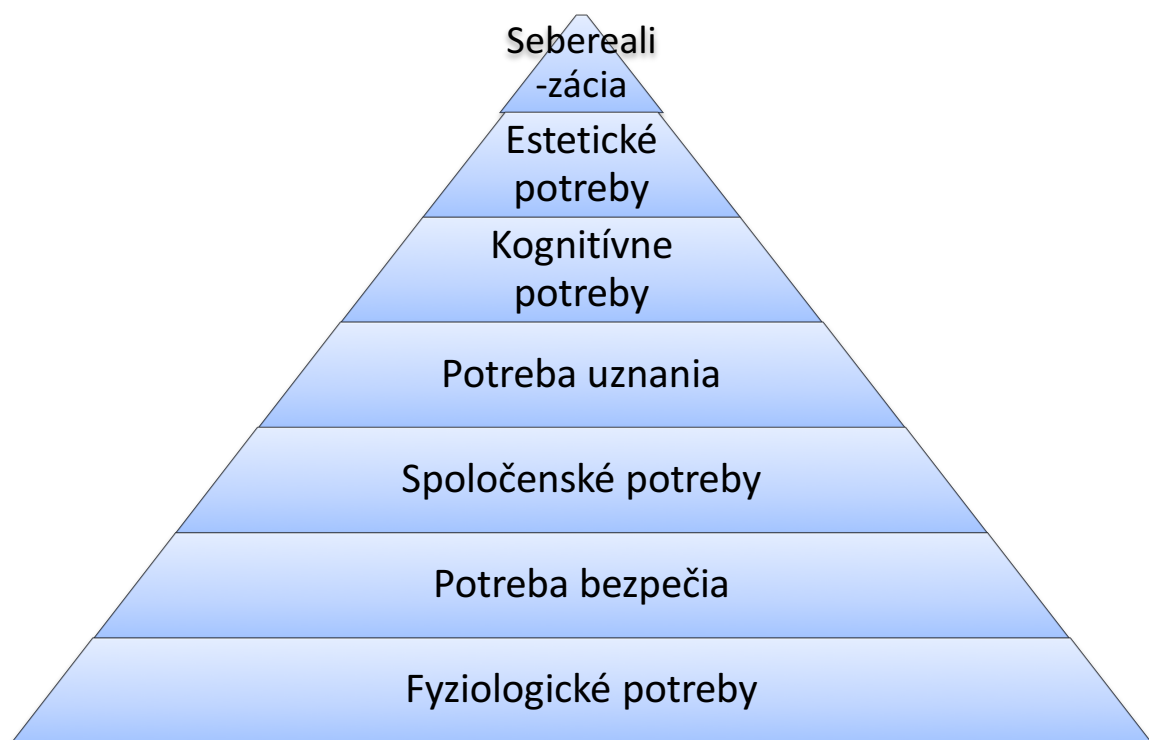 Sebereali
-zácia
Estetické
potreby
Kognitívne
potreby
Potreba uznania
Spoločenské potreby
Potreba bezpečia
Fyziologické potreby